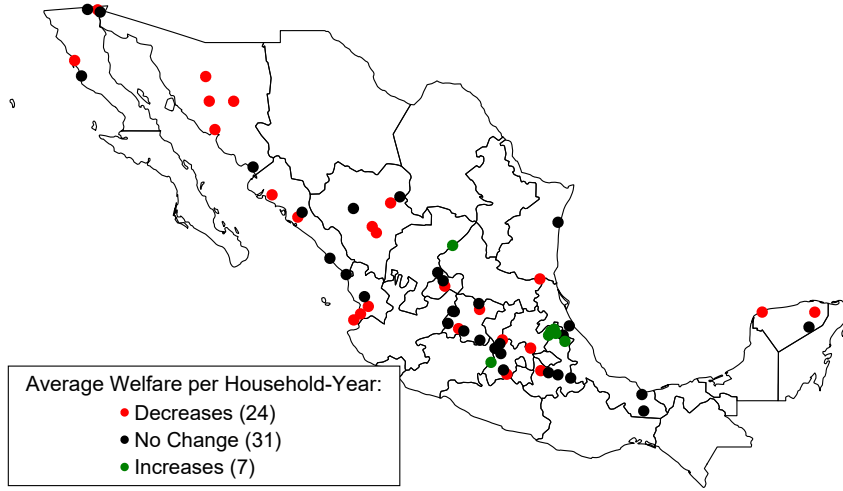 Average Welfare per Household-Year:
Decreases (24)
No Change (31)
Increases (7)